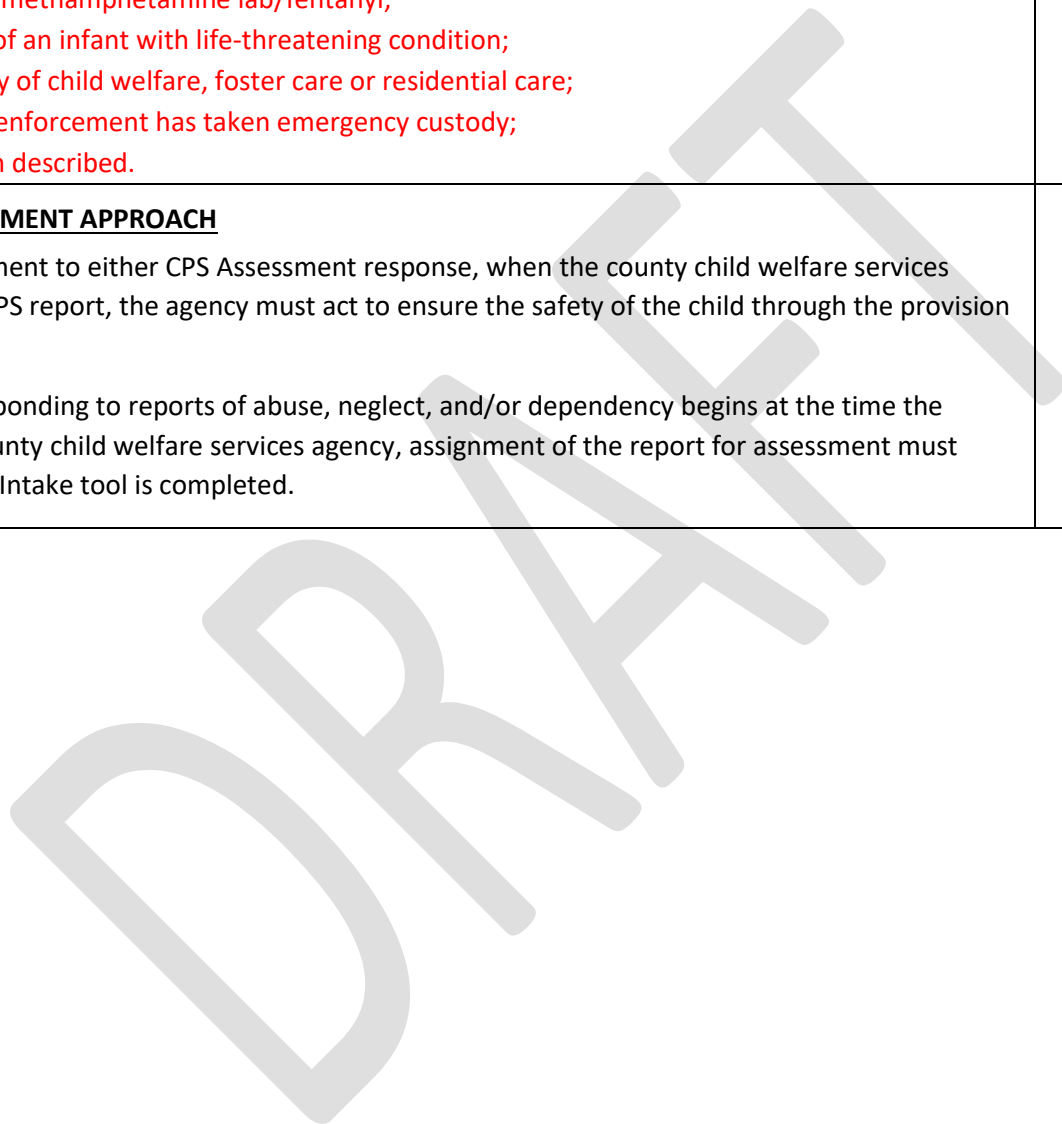 methamphetamine lab/fentanyl;
of an infant with life-threatening condition;
of child welfare, foster care or residential care;
enforcement has taken emergency custody;
described.
MENT APPROACH
ment to either CPS Assessment response, when the county child welfare services
PS report, the agency must act to ensure the safety of the child through the provision
ponding to reports of abuse, neglect, and/or dependency begins at the time the
unty child welfare services agency, assignment of the report for assessment must
Intake tool is completed.
DRAFT